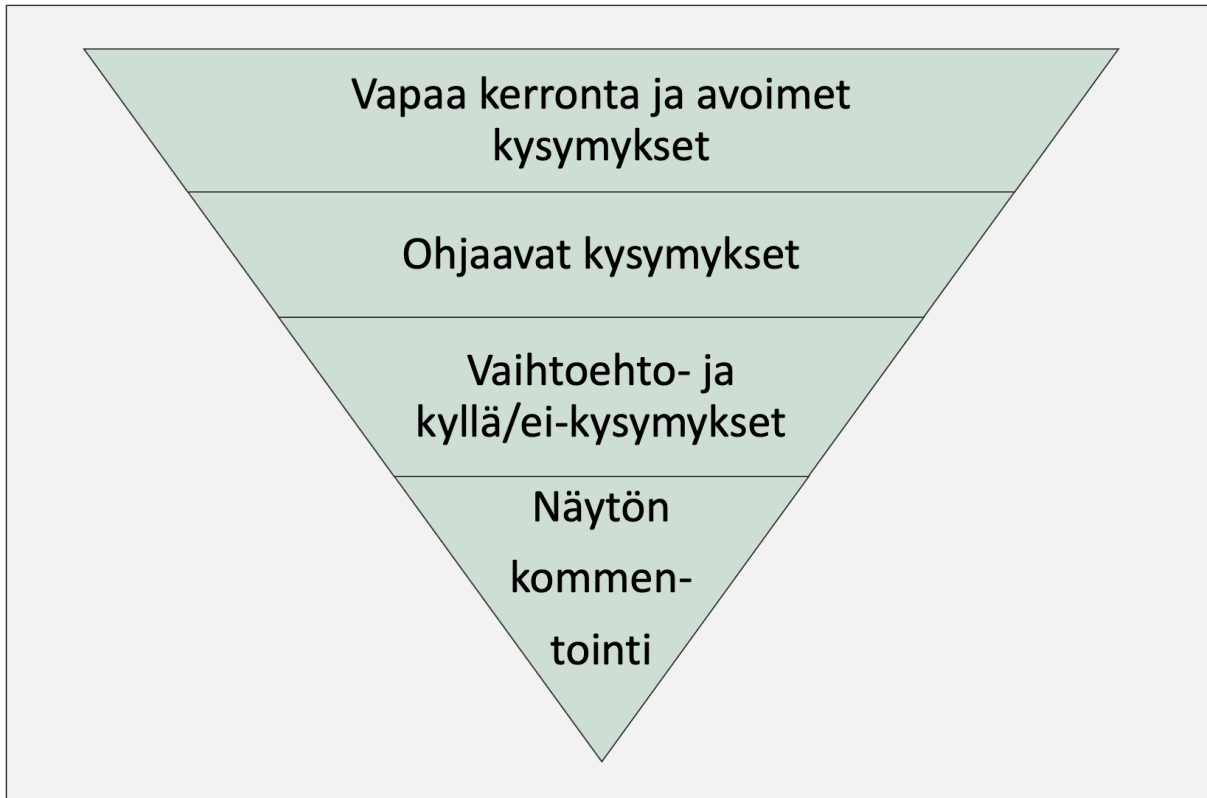 Vapaa kerronta ja avoimet
kysymykset
Ohjaavat kysymykset
Vaihtoehto- ja
kyllä/ei-kysymykset
Näytön
kommen-
tointi